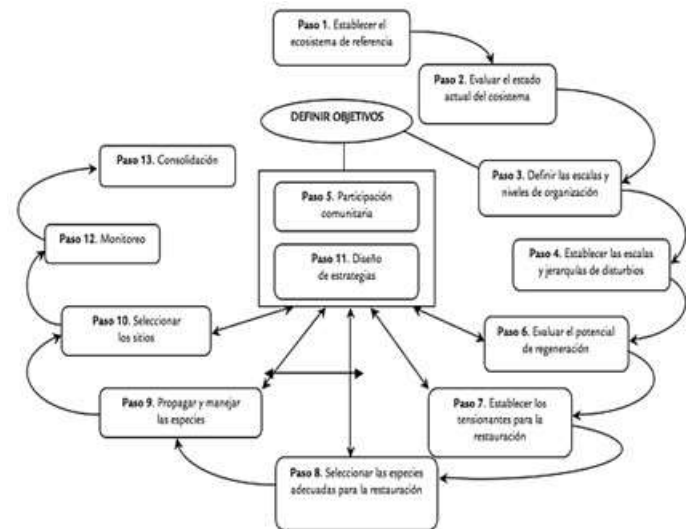 Paso 1. Establecer el
ecosistema de referencia
Paso 2. Evaluar el estado
actual del cosistema
DEFINIR OBJETIVOS
Paso 3. Definir las escalas y
niveles de organización
Paso 4. Establecer las escalas
y jerarquías de disturbios
Paso 5. Participación
comunitaria
Paso 11. Diseño
de estrategias
Paso 6. Evaluar el potencial
de regeneración
Paso 7. Establecer los
tensionantes para la
restauración
Paso 8. Seleccionar las especies
adecuadas para la restauración
Paso 9. Propagar y manejar
las especies
Paso 10. Seleccionar
los sitios
Paso 12. Monitoreo
Paso 13. Consolidación